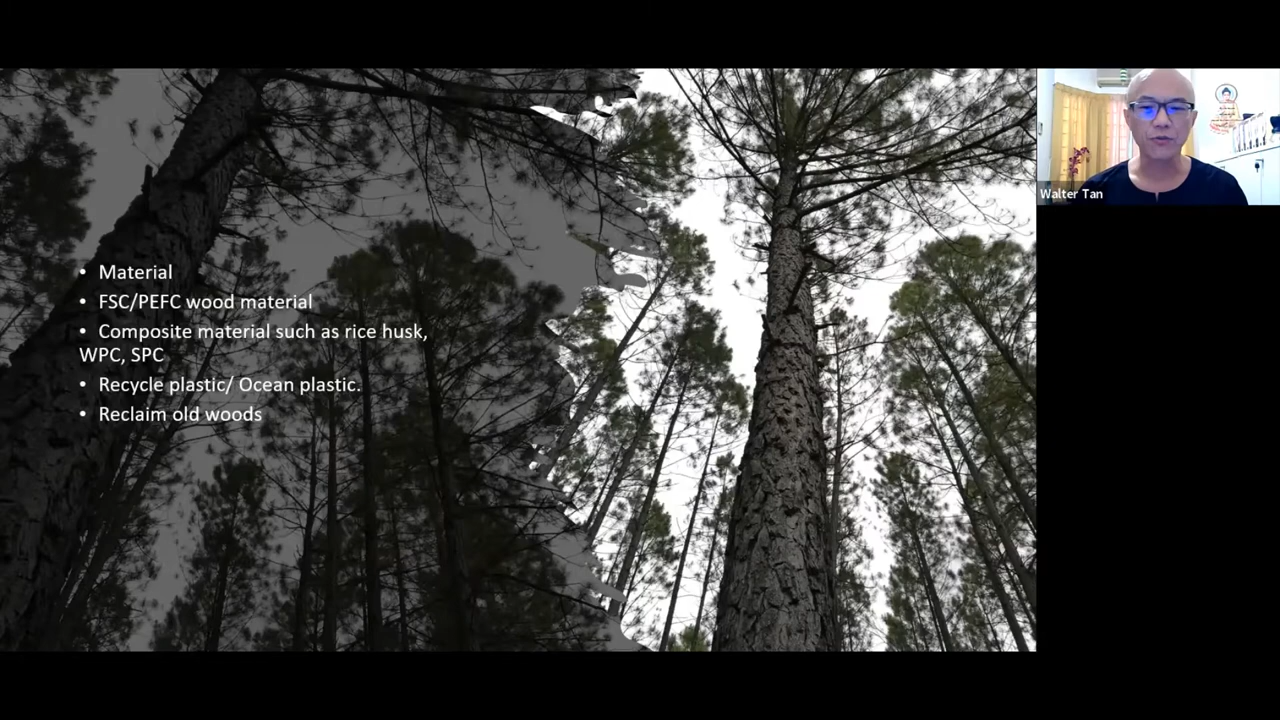 • Material
• FSC/PEFC wood material
• Composite material such as rice husk,
WPC, SPC
• Recycle plastic/ Ocean plastic.
• Reclaim old woods
Walter Tan